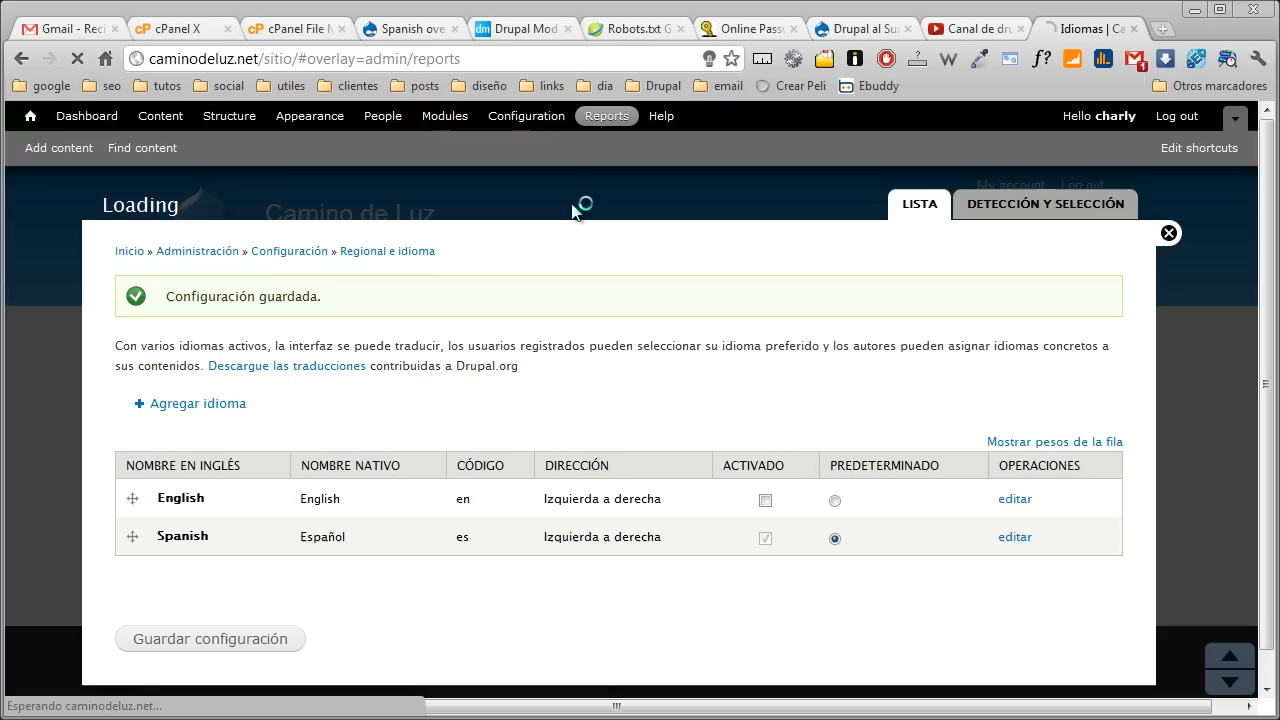 Gmail - Reci
cPanel X
cPanel File M
Spanish ove
Drupal Mod
Robots.txt G
Online Passw
Drupal al Su
Canal de dru
Idiomas | Ca
caminodeluz.net/sitio/#overlay=admin/reports
google seo tutos social utiles clientes posts diseño links dia Drupal email Crear Peli Ebuddy Otros marcadores
Dashboard Content Structure Appearance People Modules Configuration Reports Help Hello charly Log out
Add content Find content Edit shortcuts
My account Log out
Loading
Camino de Luz
LISTA DETECCIÓN Y SELECCIÓN
Inicio » Administración » Configuración » Regional e idioma
Configuración guardada.
Con varios idiomas activos, la interfaz se puede traducir, los usuarios registrados pueden seleccionar su idioma preferido y los autores pueden asignar idiomas concretos a
sus contenidos. Descargue las traducciones contribuidas a Drupal.org
Agregar idioma
Mostrar pesos de la fila
NOMBRE EN INGLÉS NOMBRE NATIVO CÓDIGO DIRECCIÓN ACTIVADO PREDETERMINADO OPERACIONES
English English en Izquierda a derecha editar
Spanish Español es Izquierda a derecha editar
Guardar configuración
Esperando caminodeluz.net...